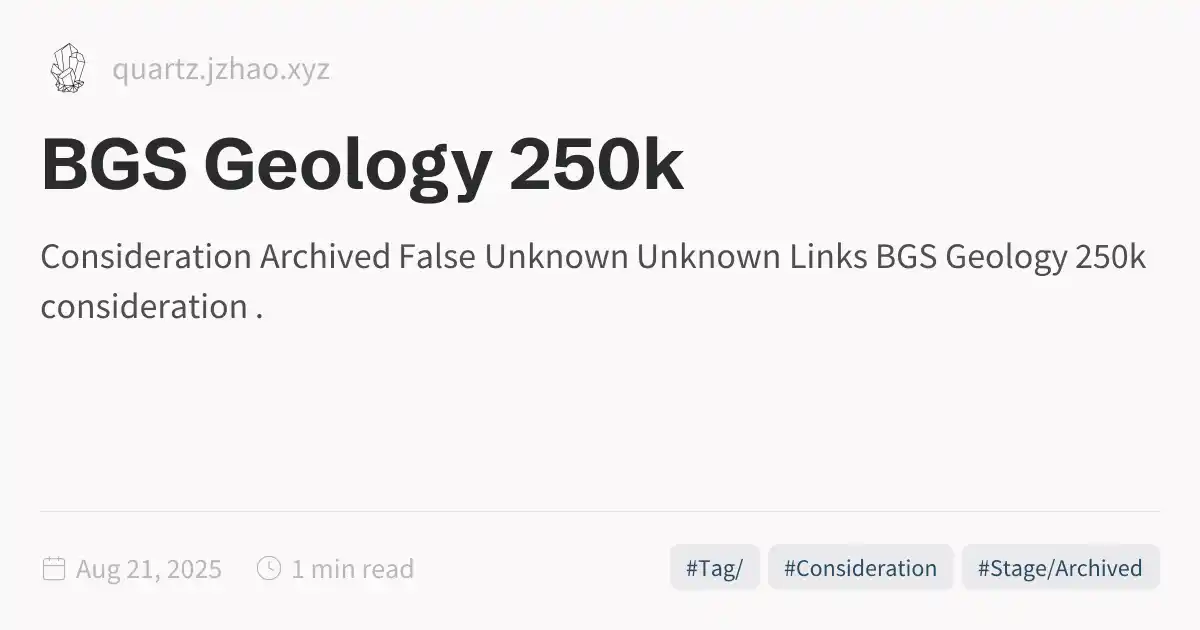 quartz.jzhao.xyz
BGS Geology 250k
Consideration Archived False Unknown Unknown Links BGS Geology 250k
consideration .
Aug 21, 2025 1 min read #Tag/ #Consideration #Stage/Archived